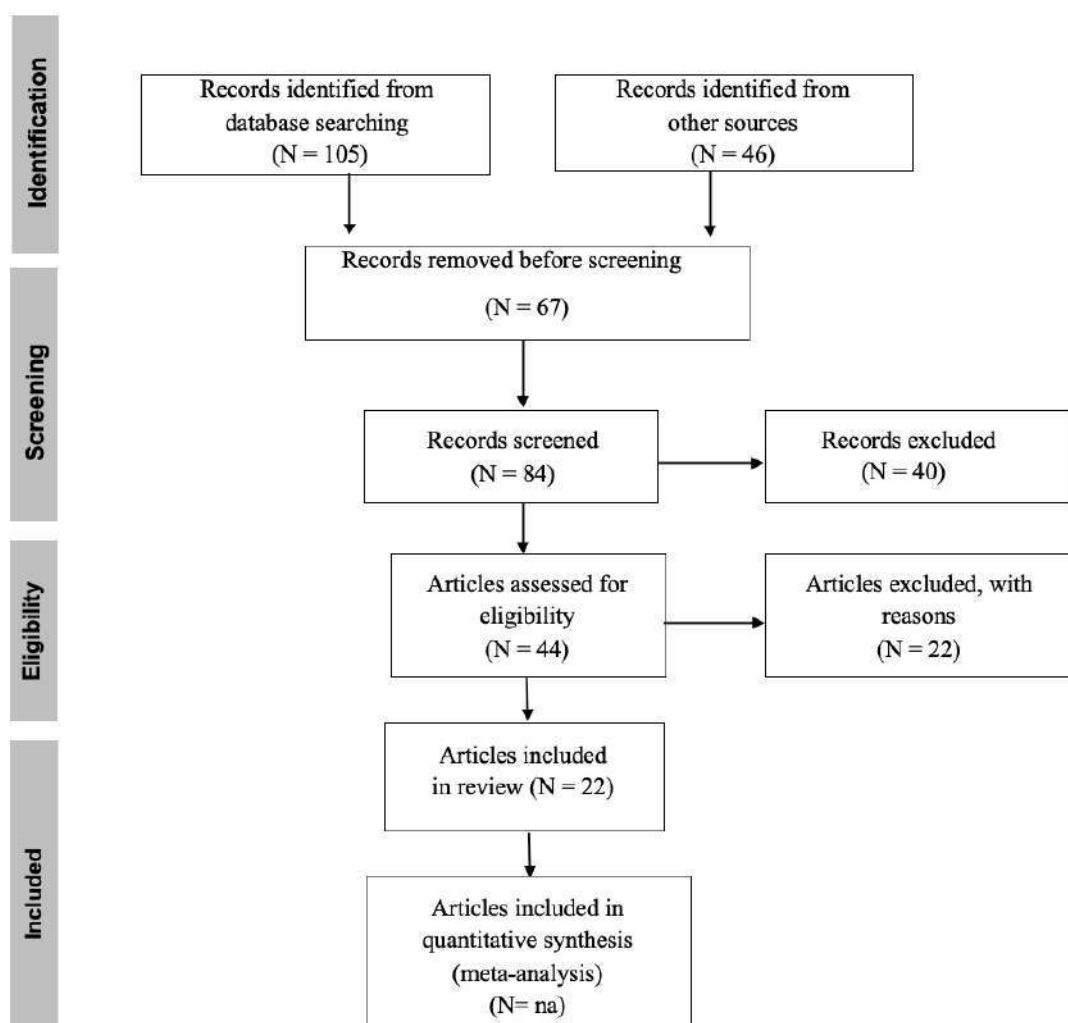 Identification
Records identified from
database searching
(N = 105)
Records identified from
other sources
(N = 46)
Records removed before screening
(N = 67)
Screening
Records screened
(N = 84)
Records excluded
(N = 40)
Eligibility
Articles assessed for
eligibility
(N = 44)
Articles excluded, with
reasons
(N = 22)
Included
Articles included
in review (N = 22)
Articles included in
quantitative synthesis
(meta-analysis)
(N= na)